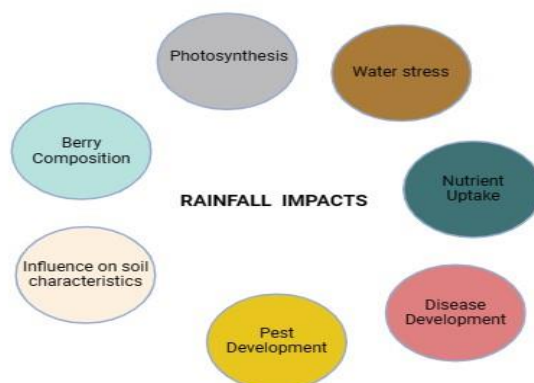 Photosynthesis
Water stress
Berry
Composition
RAINFALL IMPACTS
Nutrient
Uptake
Influence on soil
characteristics
Disease
Development
Pest
Development